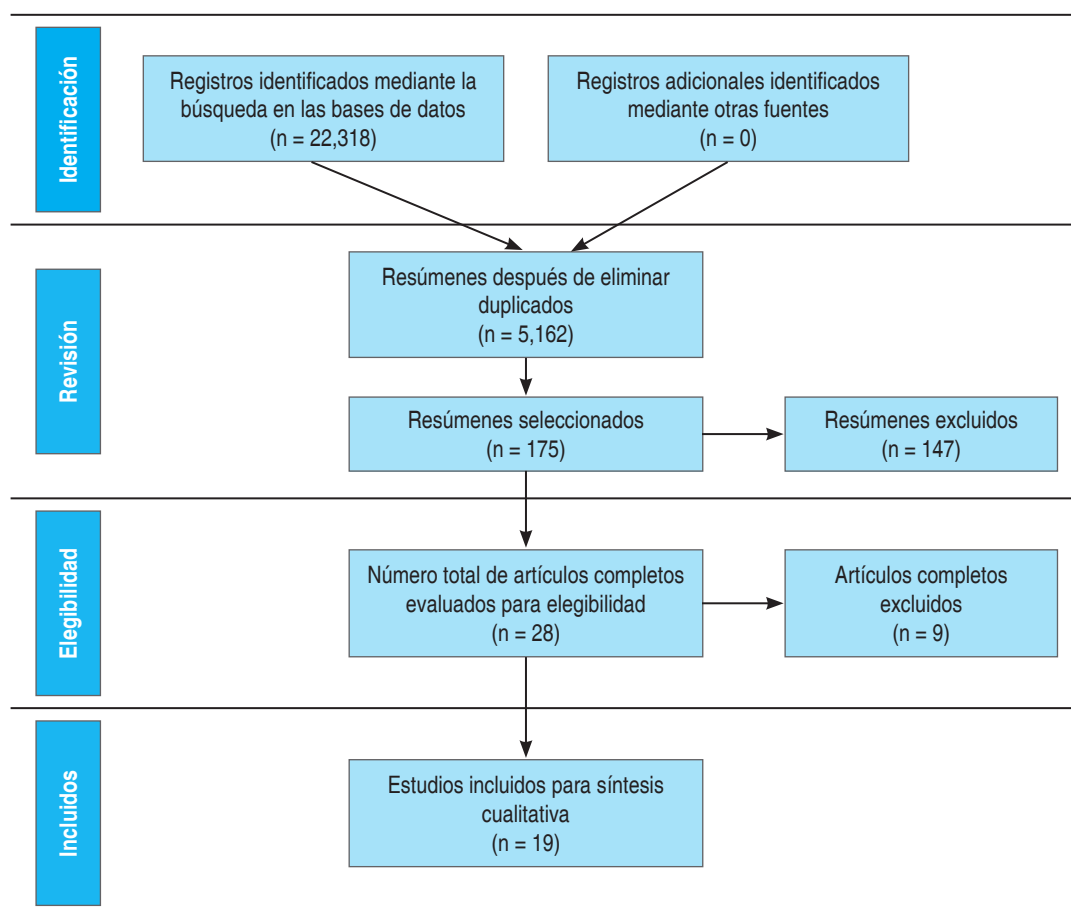 Identificación
Registros identificados mediante la
búsqueda en las bases de datos
(n = 22,318)
Registros adicionales identificados
mediante otras fuentes
(n = 0)
Revisión
Resúmenes después de eliminar
duplicados
(n = 5,162)
Resúmenes seleccionados
(n = 175)
Resúmenes excluidos
(n = 147)
Elegibilidad
Número total de artículos completos
evaluados para elegibilidad
(n = 28)
Artículos completos
excluidos
(n = 9)
Incluidos
Estudios incluidos para síntesis
cualitativa
(n = 19)